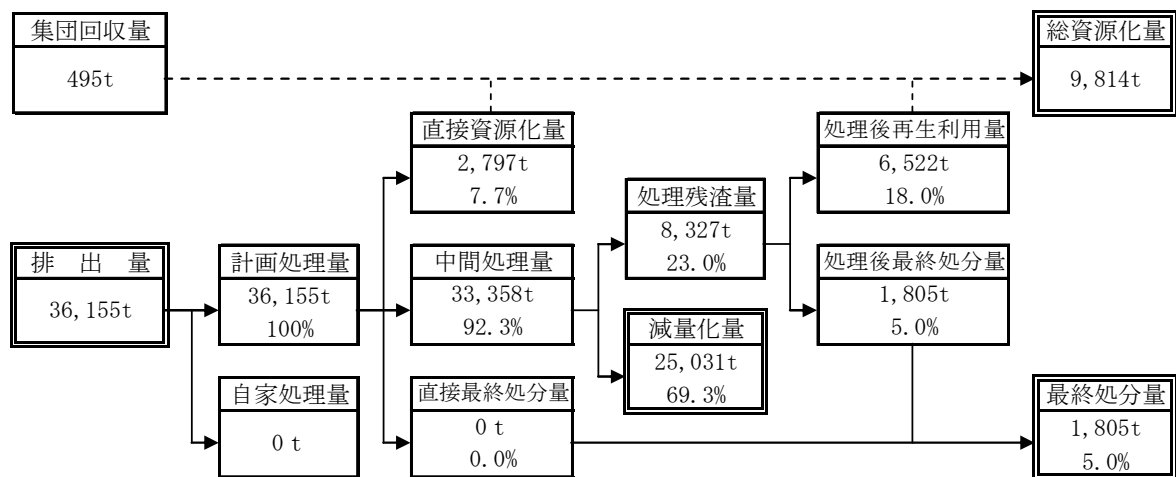 集団回収量
495t
総資源化量
9,814t
直接資源化量
2,797t
7.7%
処理後再生利用量
6,522t
18.0%
処理残渣量
8,327t
23.0%
排　出　量
36,155t
計画処理量
36,155t
100%
中間処理量
33,358t
92.3%
処理後最終処分量
1,805t
5.0%
減量化量
25,031t
69.3%
自家処理量
0 t
直接最終処分量
0 t
0.0%
最終処分量
1,805t
5.0%